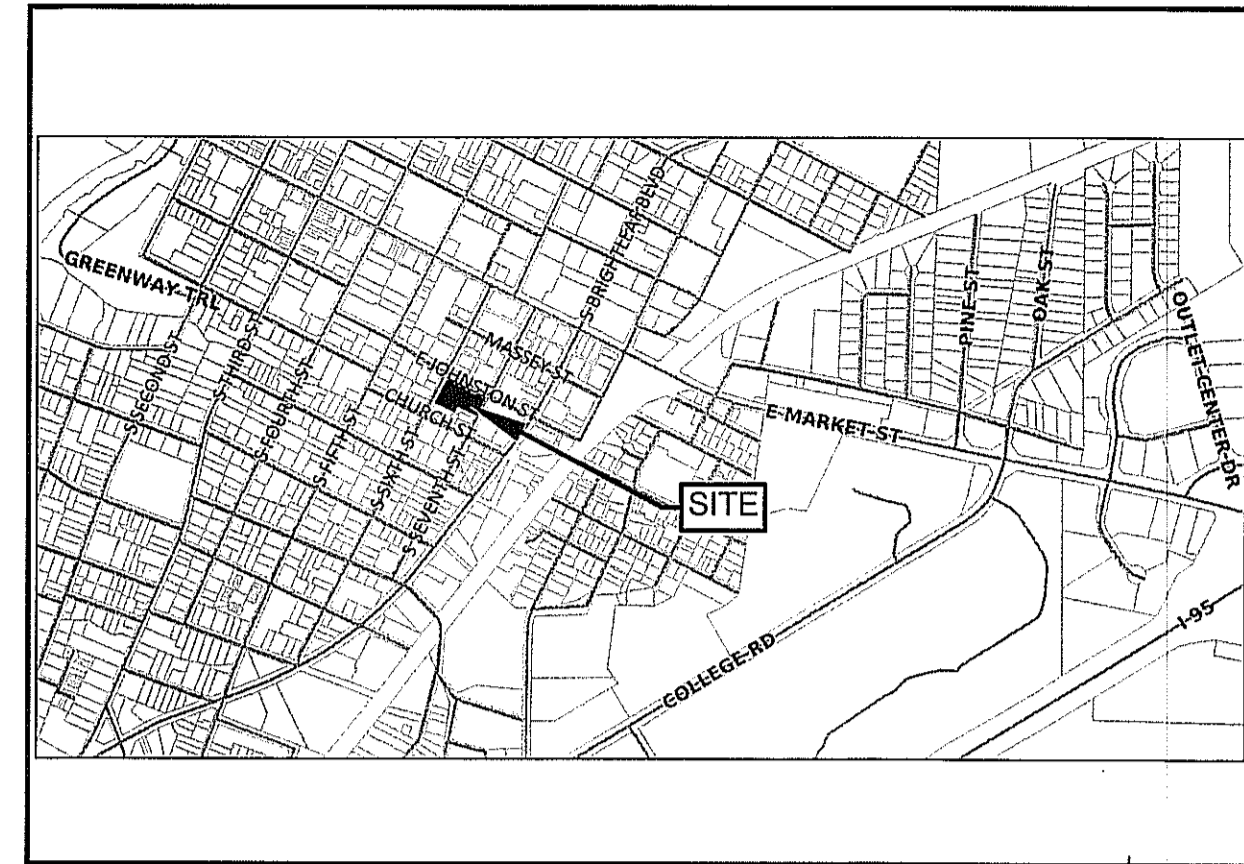 GREENWAY-TRL
S-SECOND-ST
S-THIRD-ST
S-FOURTH-ST
S-FIFTH-ST
S-SIXTH-ST
S-SEVENTH-ST
CHURCH-ST
E-JOHNSTON-ST
MASSEY-ST
S-BRIGHTLEAF-BLVD
SITE
E-MARKET-ST
PINE-ST
OAK-ST
OUTLET-CENTER-DR
COLLEGE-RD
I-95